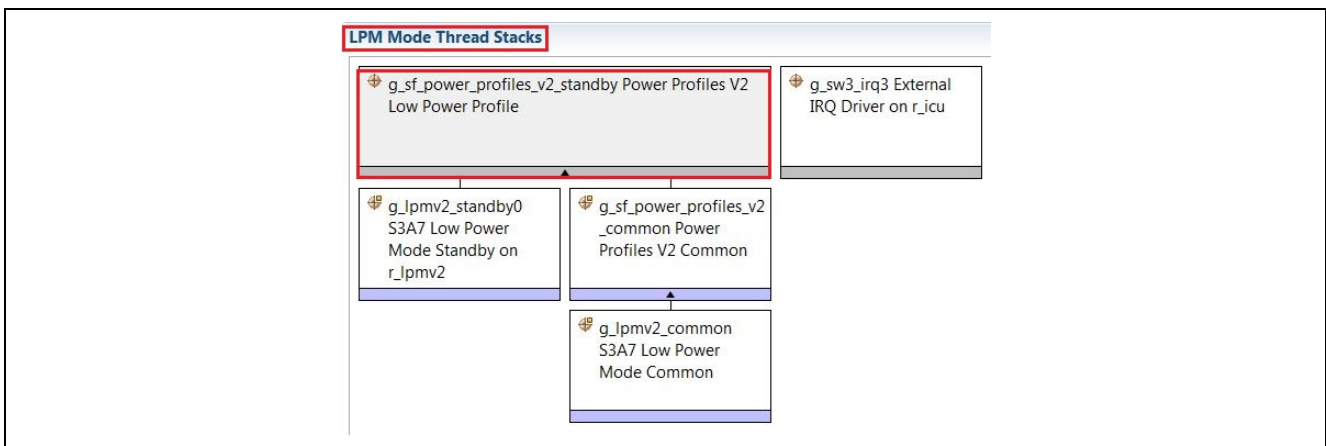 LPM Mode Thread Stacks
g_sf_power_profiles_v2_standby Power Profiles V2
Low Power Profile
g_sw3_irq3 External
IRQ Driver on r_icu
g_lpmv2_standby0
S3A7 Low Power
Mode Standby on
r_lpmv2
g_sf_power_profiles_v2
_common Power
Profiles V2 Common
g_lpmv2_common
S3A7 Low Power
Mode Common